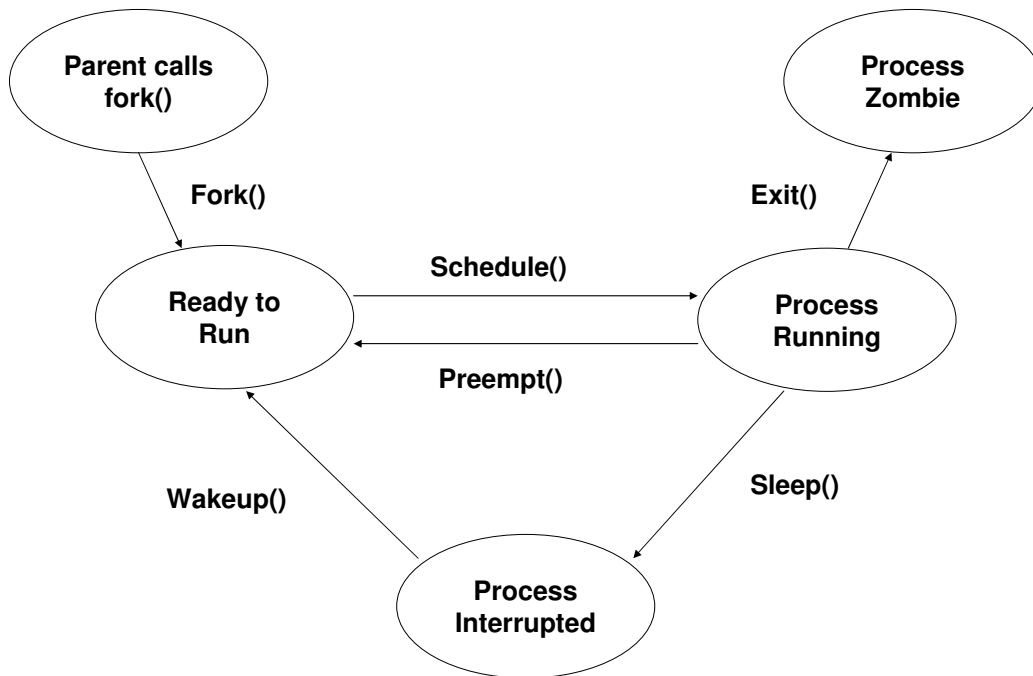 Parent calls
fork()
Process
Zombie
Fork()
Exit()
Schedule()
Ready to
Run
Process
Running
Preempt()
Wakeup()
Sleep()
Process
Interrupted